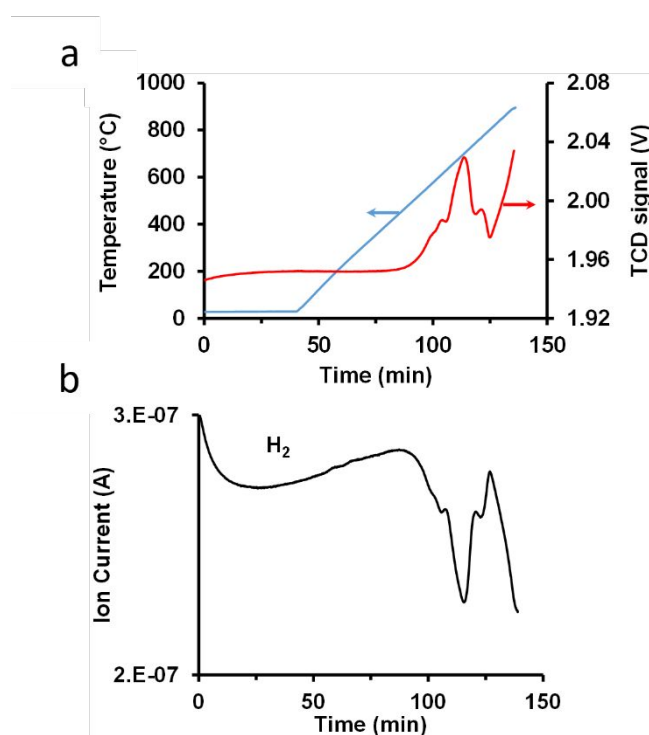 a
1000
800
600
400
200
0
Temperature (°C)
2.08
2.04
2.00
1.96
1.92
TCD signal (V)
0 50 100 150
Time (min)
b
3.E-07
2.E-07
Ion Current (A)
H₂
0 50 100 150
Time (min)